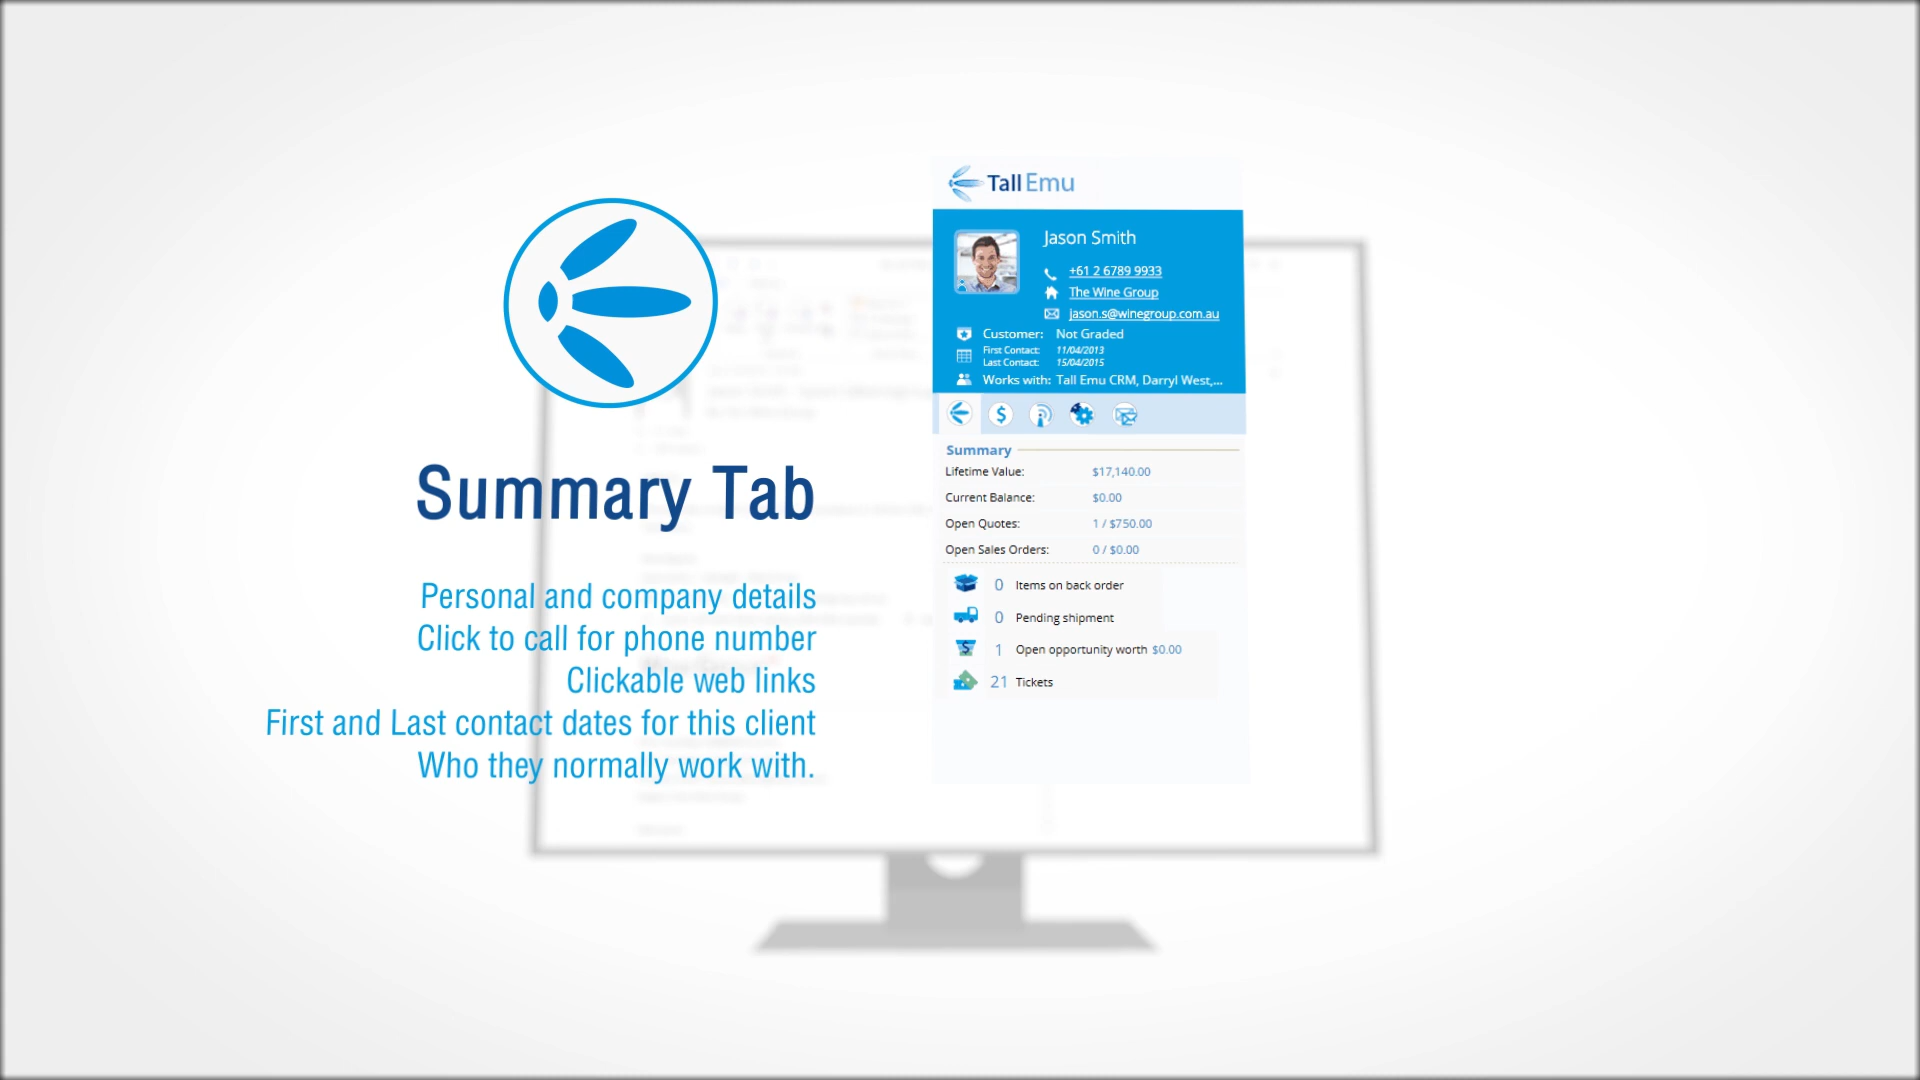 Summary Tab
Personal and company details
Click to call for phone number
Clickable web links
First and Last contact dates for this client
Who they normally work with.
Tall Emu
Jason Smith
+61 2 6789 9933
The Wine Group
jason.s@winegroup.com.au
Customer: Not Graded
First Contact: 11/04/2013
Last Contact: 15/04/2015
Works with: Tall Emu CRM, Darryl West,...
Summary
Lifetime Value: $17,140.00
Current Balance: $0.00
Open Quotes: 1 / $750.00
Open Sales Orders: 0 / $0.00
0 Items on back order
0 Pending shipment
1 Open opportunity worth $0.00
21 Tickets